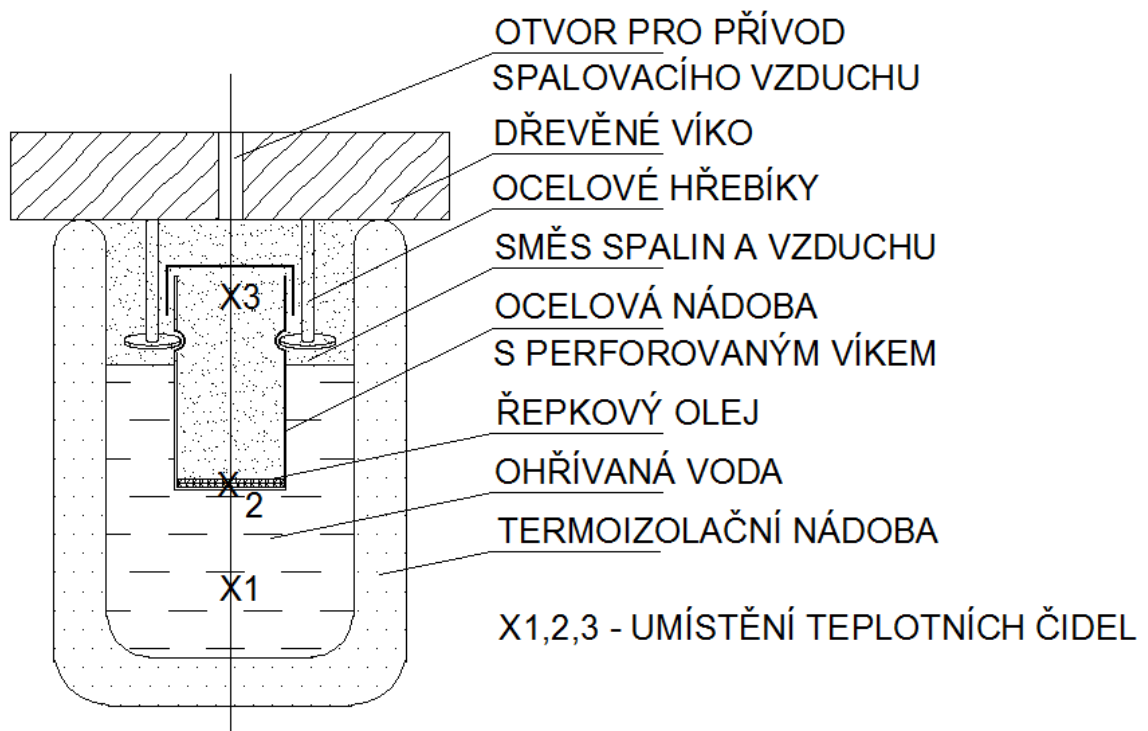 OTVOR PRO PŘÍVOD
SPALOVACÍHO VZDUCHU
DŘEVĚNÉ VÍKO
OCELOVÉ HŘEBÍKY
SMĚS SPALIN A VZDUCHU
OCELOVÁ NÁDOBA
S PERFOROVANÝM VÍKEM
ŘEPKOVÝ OLEJ
OHŘÍVANÁ VODA
TERMOIZOLAČNÍ NÁDOBA
X1,2,3 - UMÍSTĚNÍ TEPLOTNÍCH ČIDEL
X3
X2
X1